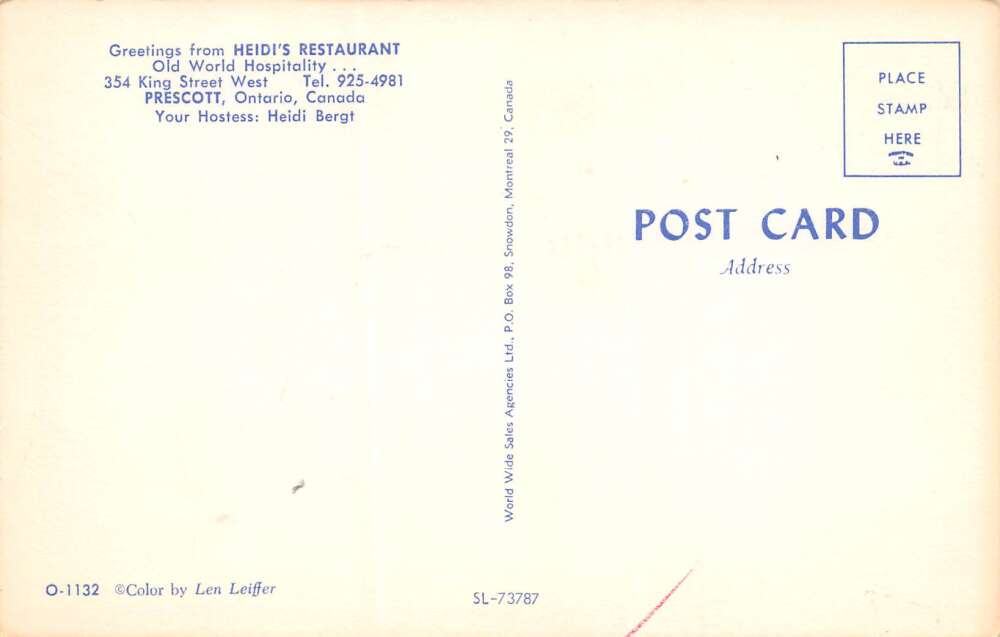 Greetings from HEIDI'S RESTAURANT
Old World Hospitality . . .
354 King Street West Tel. 925-4981
PRESCOTT, Ontario, Canada
Your Hostess: Heidi Bergt
World Wide Sales Agencies Ltd., P.O. Box 98, Snowdon, Montreal 29, Canada
PLACE
STAMP
HERE
PRINTED
IN
U.S.A.
POST CARD
Address
O-1132 ©Color by Len Leiffer
SL-73787